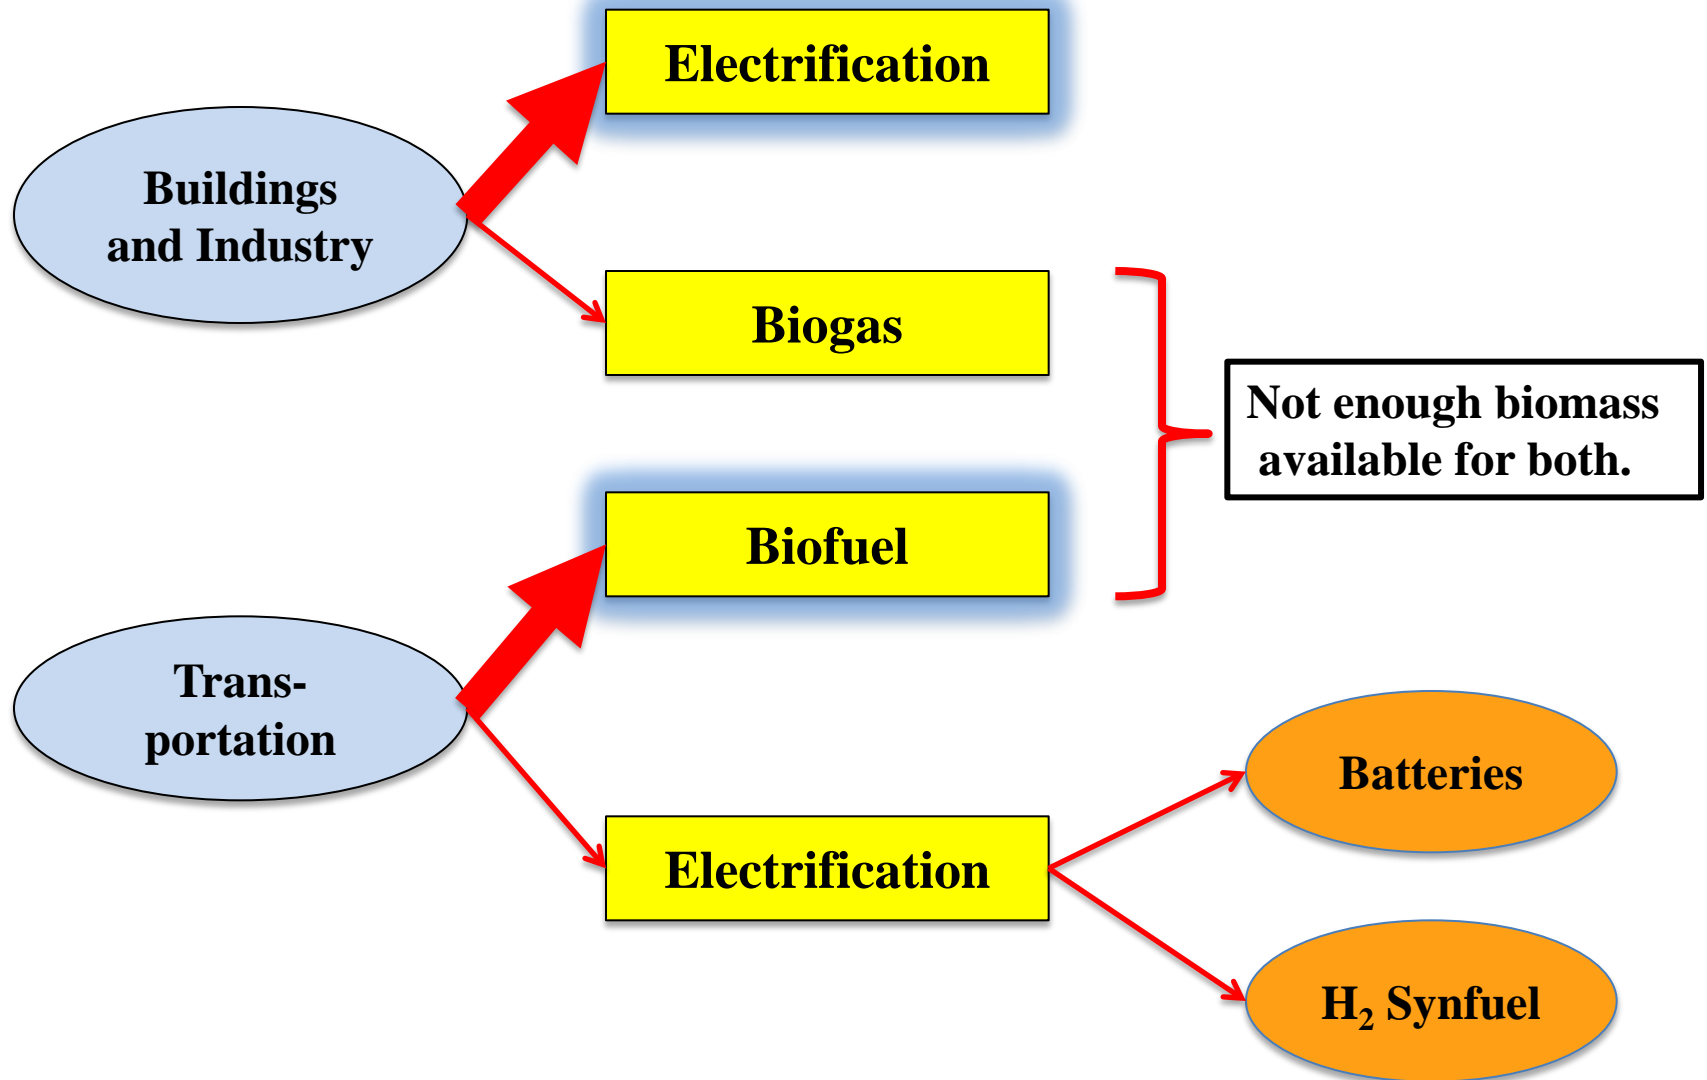 Electrification
Buildings
and Industry
Biogas
Not enough biomass
available for both.
Biofuel
Trans-
portation
Batteries
Electrification
H₂ Synfuel